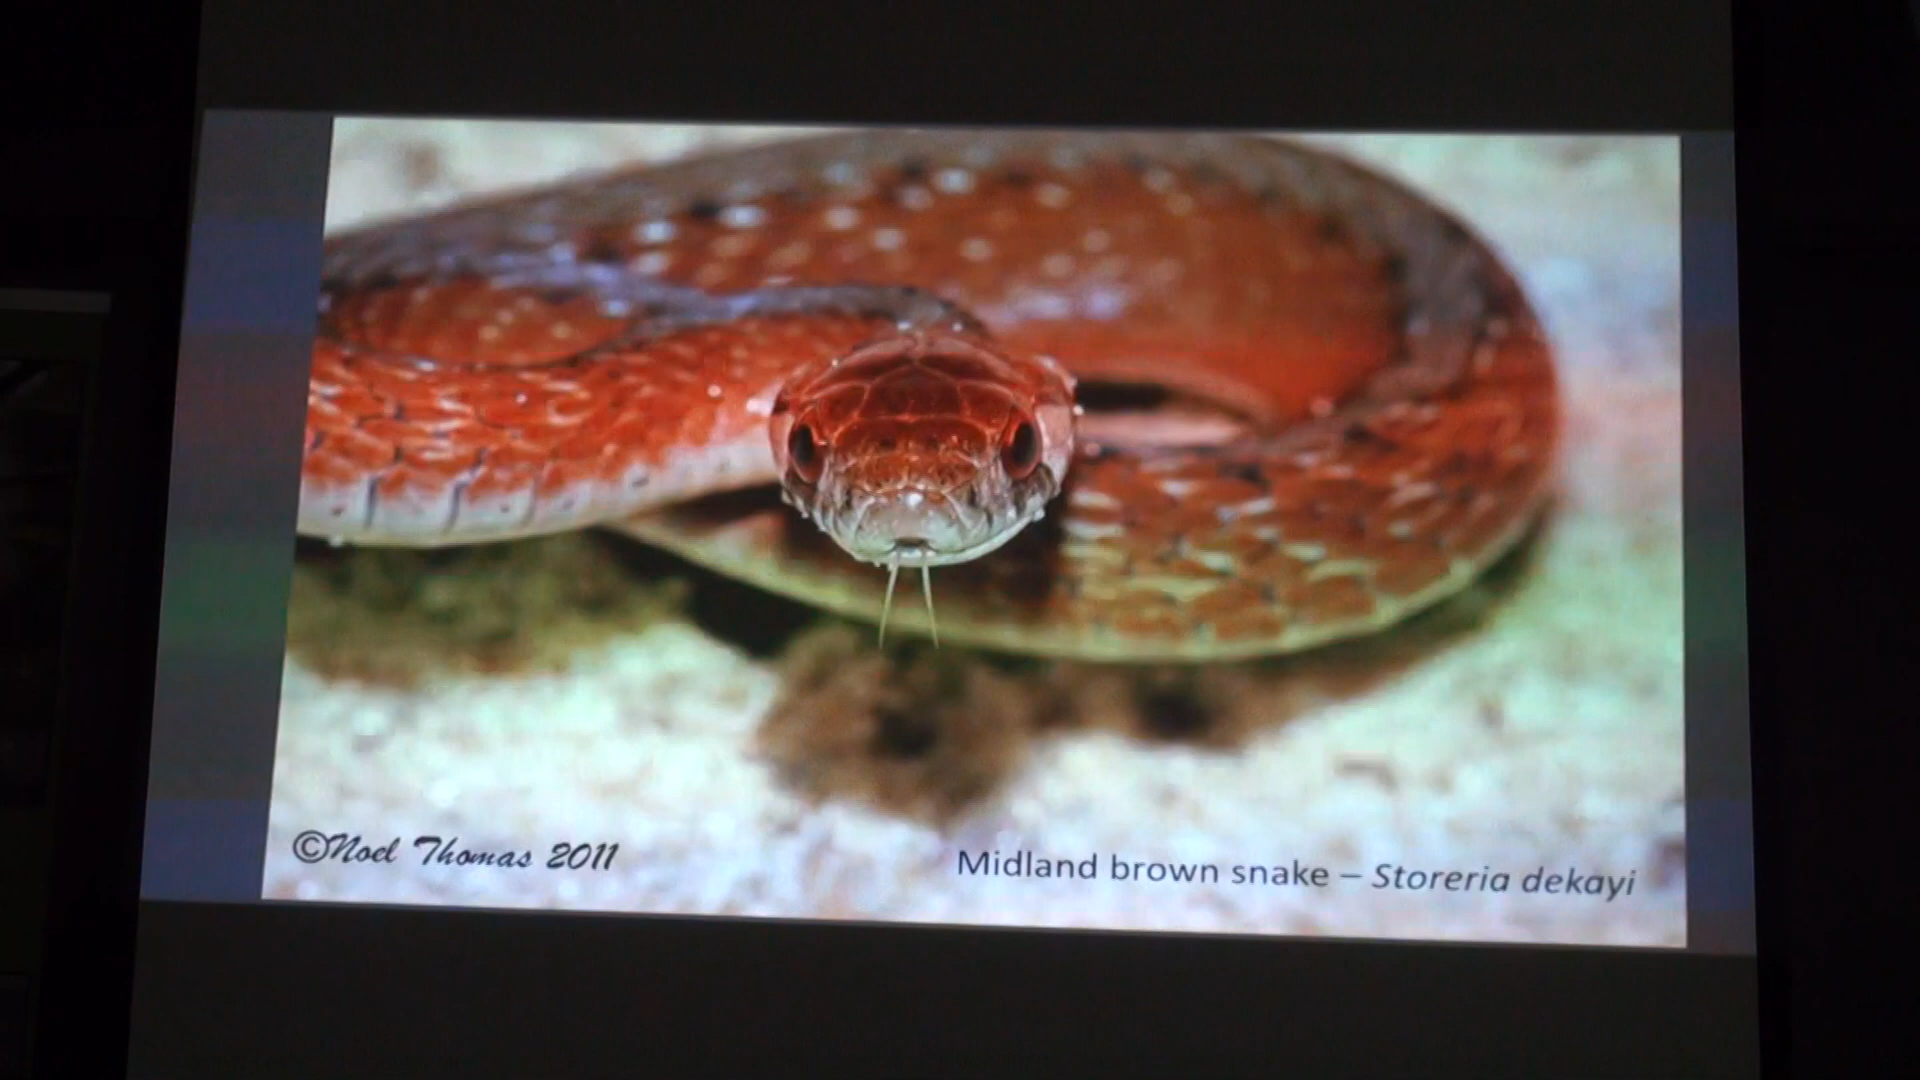 ©Noel Thomas 2011
Midland brown snake – Storeria dekayi